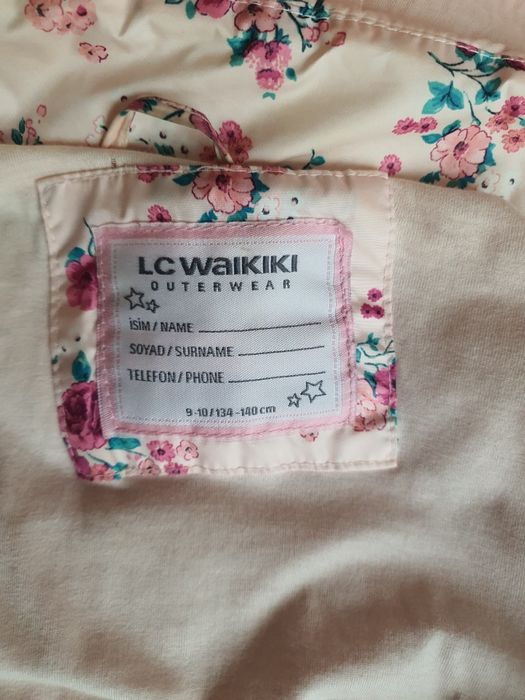 LC WAIKIKI
OUTERWEAR
İSİM / NAME
SOYAD / SURNAME
TELEFON / PHONE
9-10 / 134 -140 cm